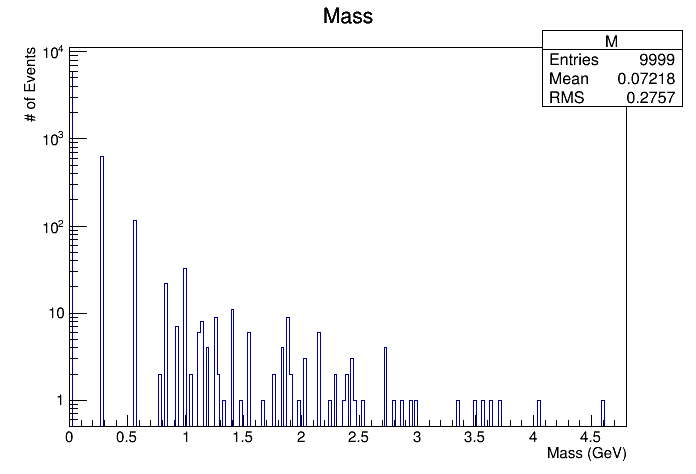 Mass
M
Entries 9999
Mean 0.07218
RMS 0.2757
# of Events
10^4
10^3
10^2
10
1
0 0.5 1 1.5 2 2.5 3 3.5 4 4.5
Mass (GeV)